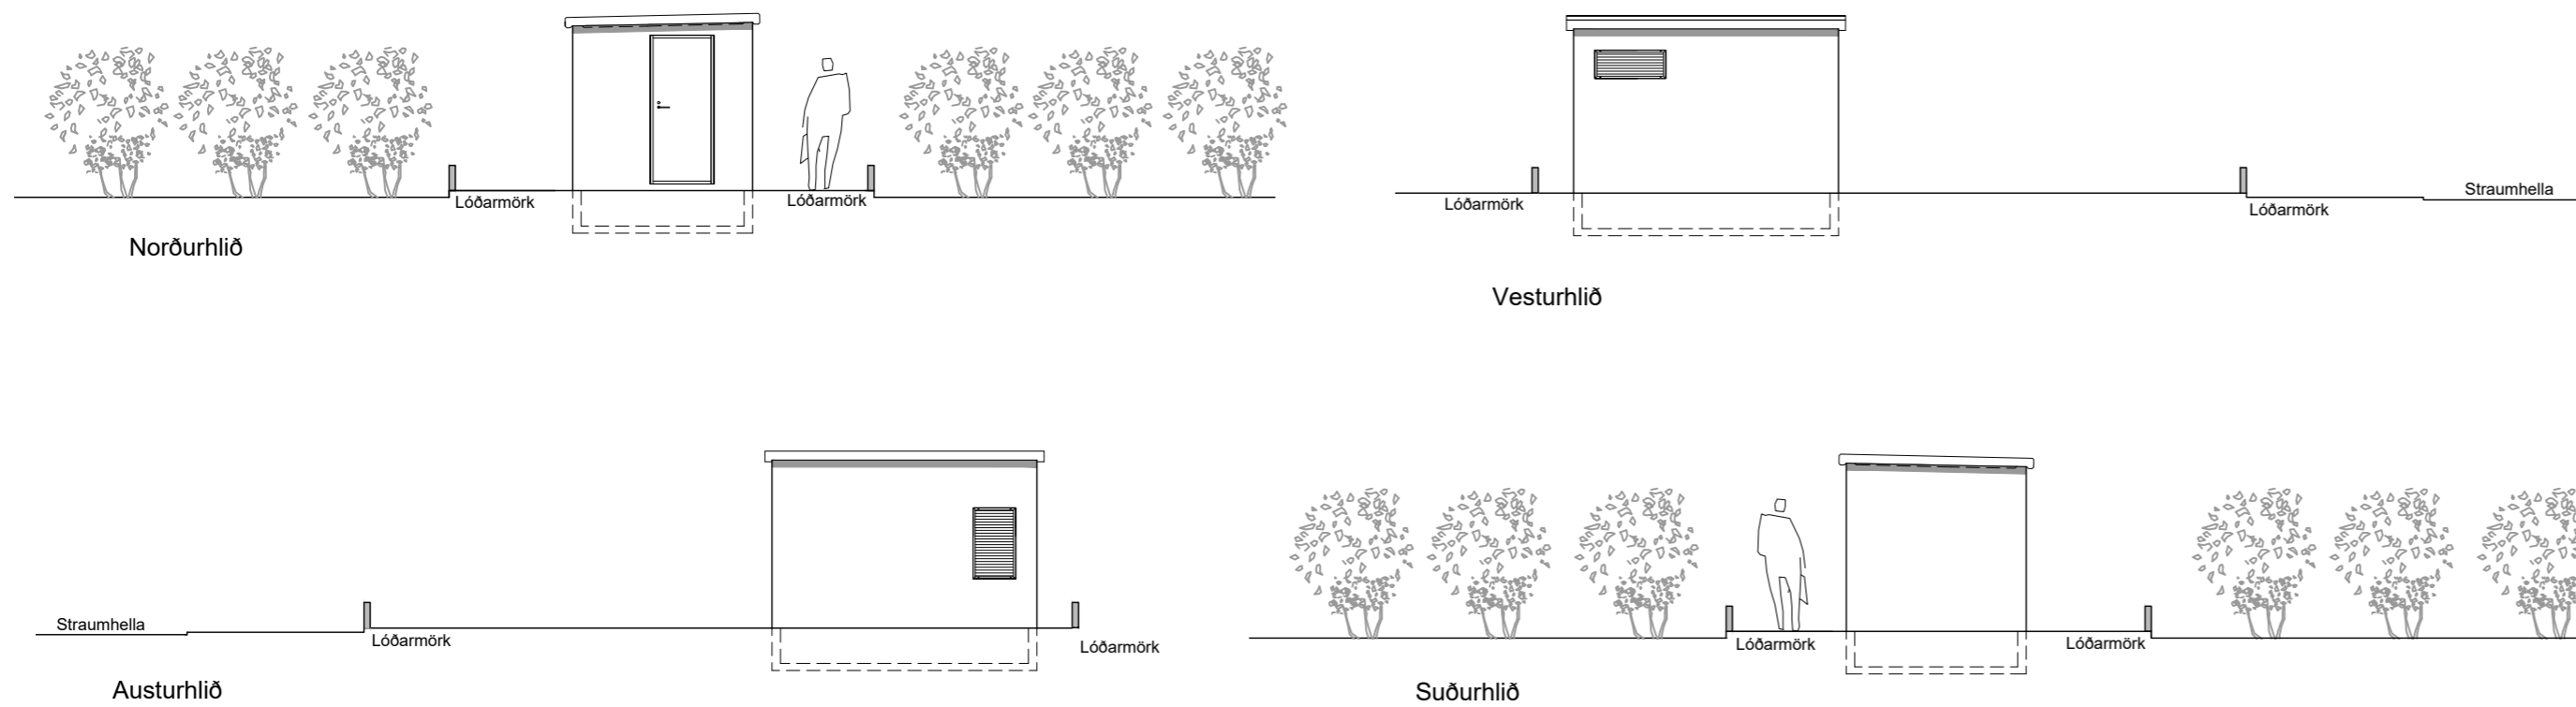 Lóðarmörk
Lóðarmörk
Norðurhlið
Lóðarmörk
Straumhella
Lóðarmörk
Vesturhlið
Straumhella
Lóðarmörk
Lóðarmörk
Austurhlið
Lóðarmörk
Lóðarmörk
Suðurhlið